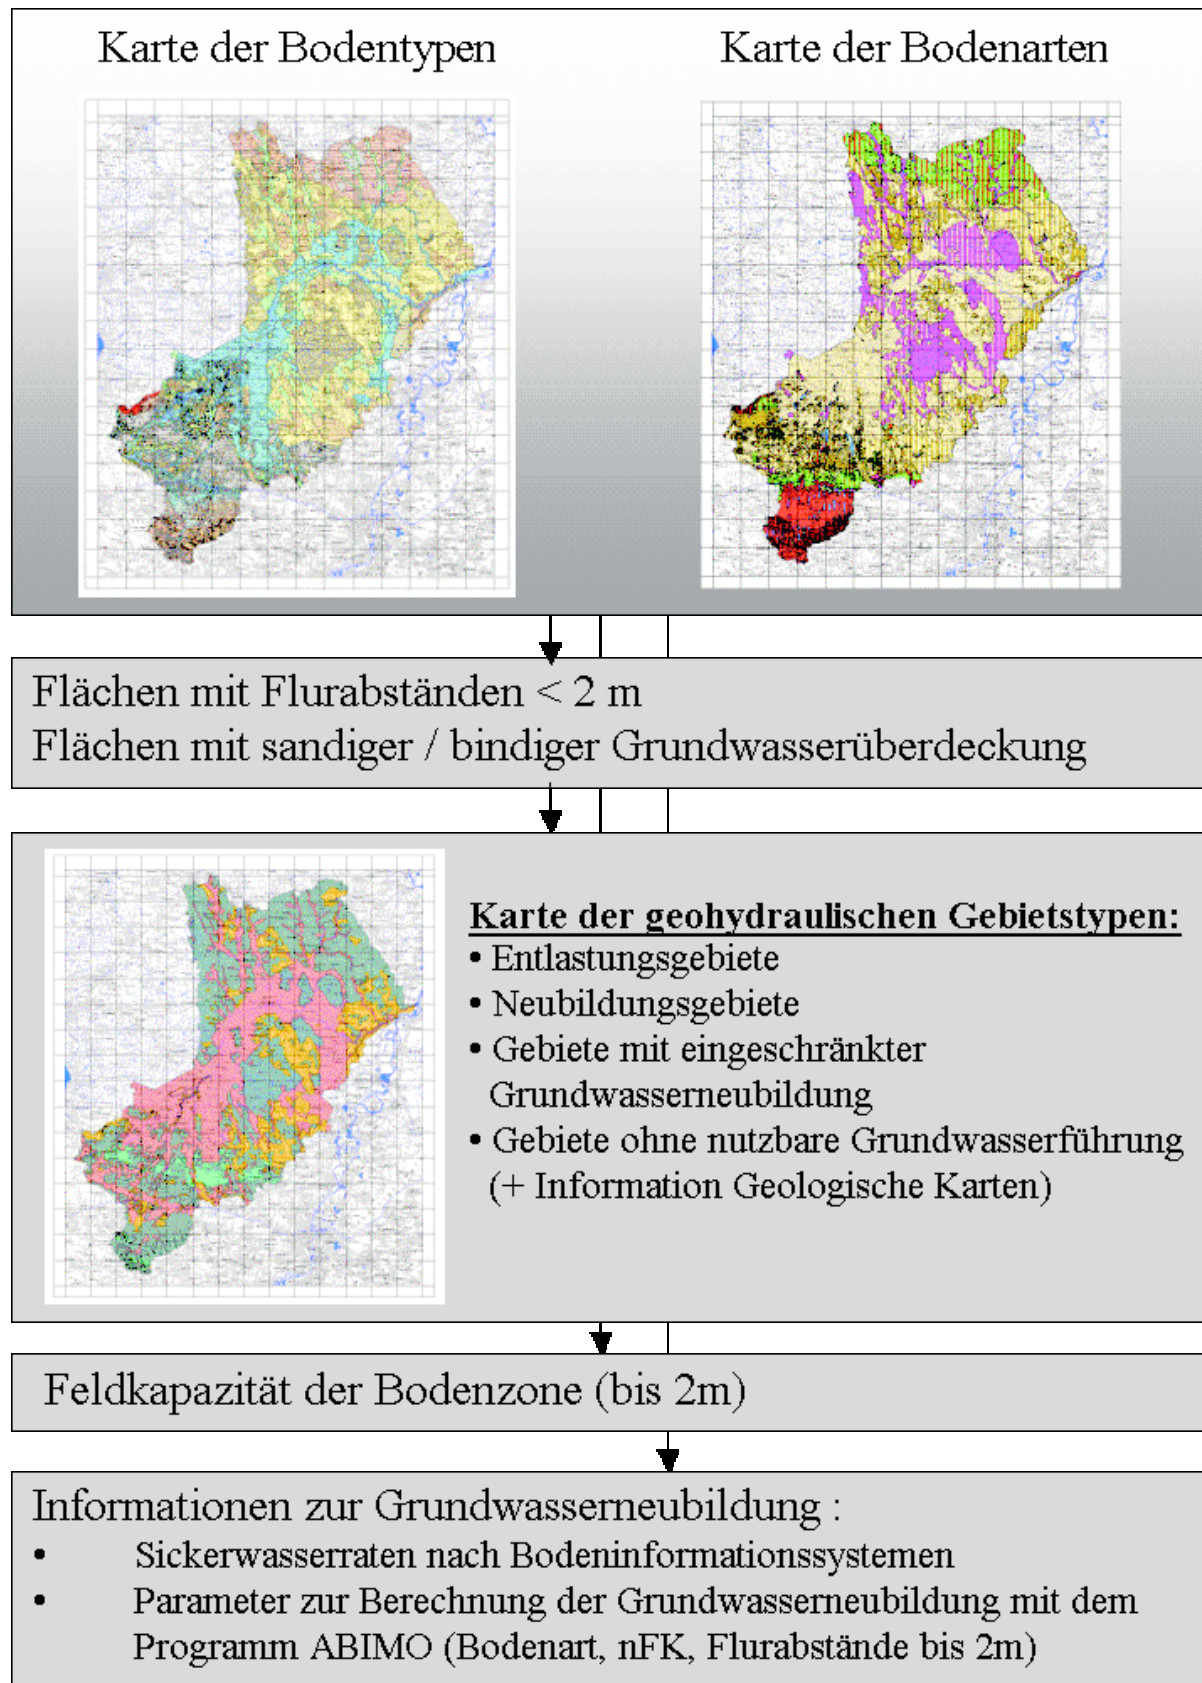 Karte der Bodentypen
Karte der Bodenarten
Flächen mit Flurabständen < 2 m
Flächen mit sandiger / bindiger Grundwasserüberdeckung
Karte der geohydraulischen Gebietstypen:
• Entlastungsgebiete
• Neubildungsgebiete
• Gebiete mit eingeschränkter
Grundwasserneubildung
• Gebiete ohne nutzbare Grundwasserführung
(+ Information Geologische Karten)
Feldkapazität der Bodenzone (bis 2m)
Informationen zur Grundwasserneubildung :
• Sickerwasserraten nach Bodeninformationssystemen
• Parameter zur Berechnung der Grundwasserneubildung mit dem
Programm ABIMO (Bodenart, nFK, Flurabstände bis 2m)